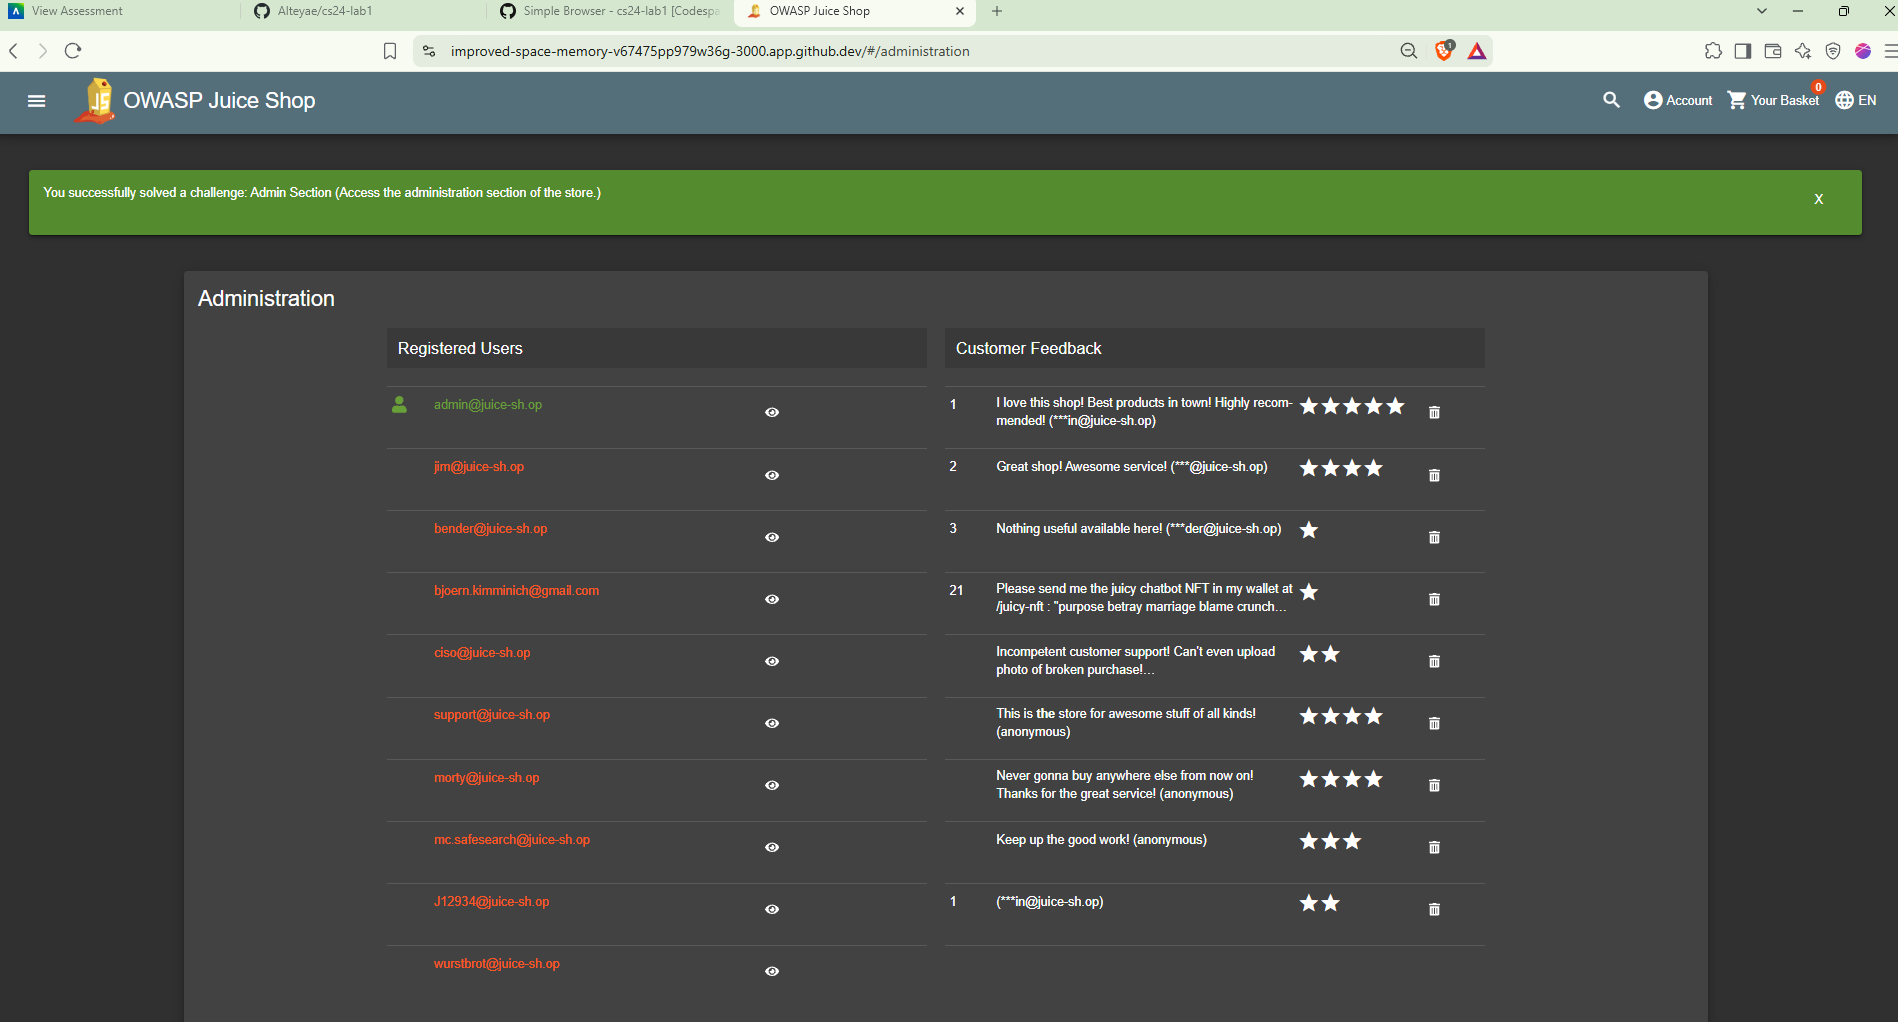 View Assessment
Alteyae/cs24-lab1
Simple Browser - cs24-lab1 [Codespa
OWASP Juice Shop
improved-space-memory-v67475pp979w36g-3000.app.github.dev/#/administration
1
JS
OWASP Juice Shop
Account
Your Basket
0
EN
You successfully solved a challenge: Admin Section (Access the administration section of the store.)
X
Administration
Registered Users
Customer Feedback
admin@juice-sh.op
1
I love this shop! Best products in town! Highly recom-
mended! (***in@juice-sh.op)
jim@juice-sh.op
2
Great shop! Awesome service! (***@juice-sh.op)
bender@juice-sh.op
3
Nothing useful available here! (***der@juice-sh.op)
bjoern.kimminich@gmail.com
21
Please send me the juicy chatbot NFT in my wallet at
/juicy-nft : "purpose betray marriage blame crunch...
ciso@juice-sh.op
Incompetent customer support! Can't even upload
photo of broken purchase!...
support@juice-sh.op
This is the store for awesome stuff of all kinds!
(anonymous)
morty@juice-sh.op
Never gonna buy anywhere else from now on!
Thanks for the great service! (anonymous)
mc.safesearch@juice-sh.op
Keep up the good work! (anonymous)
J12934@juice-sh.op
1
(***in@juice-sh.op)
wurstbrot@juice-sh.op